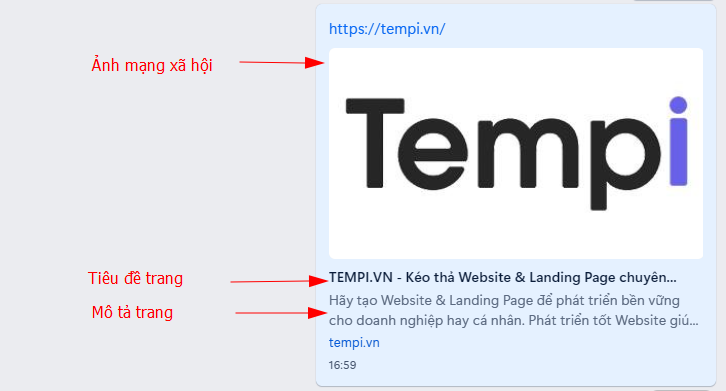 https://tempi.vn/
Ảnh mạng xã hội
Tempi
Tiêu đề trang
TEMPI.VN - Kéo thả Website & Landing Page chuyên...
Hãy tạo Website & Landing Page để phát triển bền vững
Mô tả trang
cho doanh nghiệp hay cá nhân. Phát triển tốt Website giú...
tempi.vn
16:59